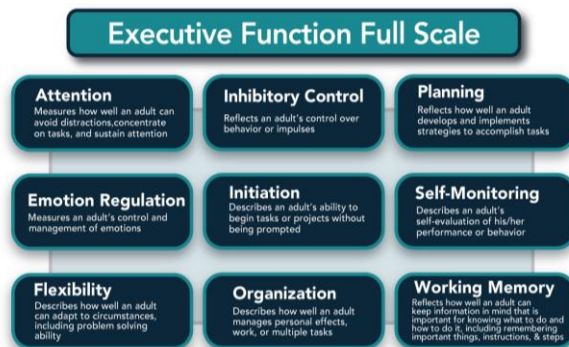 Executive Function Full Scale
Attention
Measures how well an adult can
avoid distractions,concentrate
on tasks, and sustain attention
Inhibitory Control
Reflects an adult's control over
behavior or impulses
Planning
Reflects how well an adult
develops and implements
strategies to accomplish tasks
Emotion Regulation
Measures an adult's control and
management of emotions
Initiation
Describes an adult's ability to
begin tasks or projects without
being prompted
Self-Monitoring
Describes an adult's
self-evaluation of his/her
performance or behavior
Flexibility
Describes how well an adult
can adapt to circumstances,
including problem solving
ability
Organization
Describes how well an adult
manages personal effects,
work, or multiple tasks
Working Memory
Reflects how well an adult can
keep information in mind that is
important for knowing what to do and
how to do it, including remembering
important things, instructions, & steps